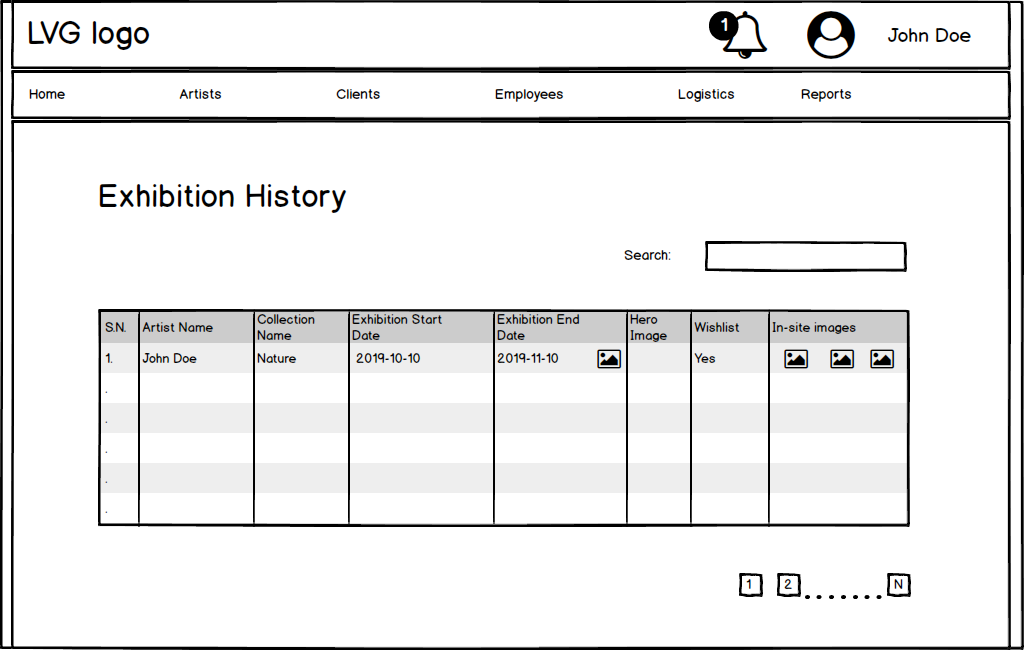 LVG logo
1
John Doe
Home Artists Clients Employees Logistics Reports
Exhibition History
Search:
S.N. Artist Name Collection Name Exhibition Start Date Exhibition End Date Hero Image Wishlist In-site images
1. John Doe Nature 2019-10-10 2019-11-10 Yes
.
.
.
.
.
1 2 ....... N